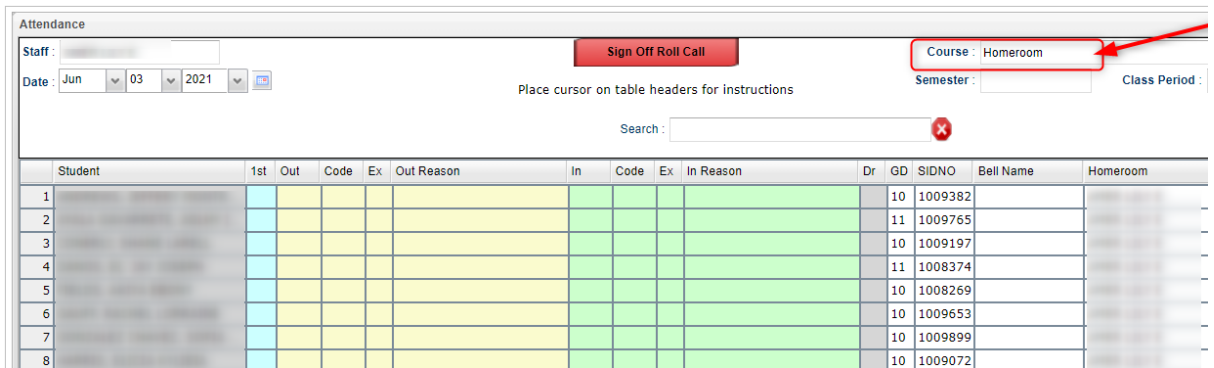 Attendance
Staff : Sign Off Roll Call Course : Homeroom
Date : Jun 03 2021 Semester : Class Period :
Place cursor on table headers for instructions
Search :
Student 1st Out Code Ex Out Reason In Code Ex In Reason Dr GD SIDNO Bell Name Homeroom
1 10 1009382
2 11 1009765
3 10 1009197
4 11 1008374
5 10 1008269
6 10 1009653
7 10 1009899
8 10 1009072